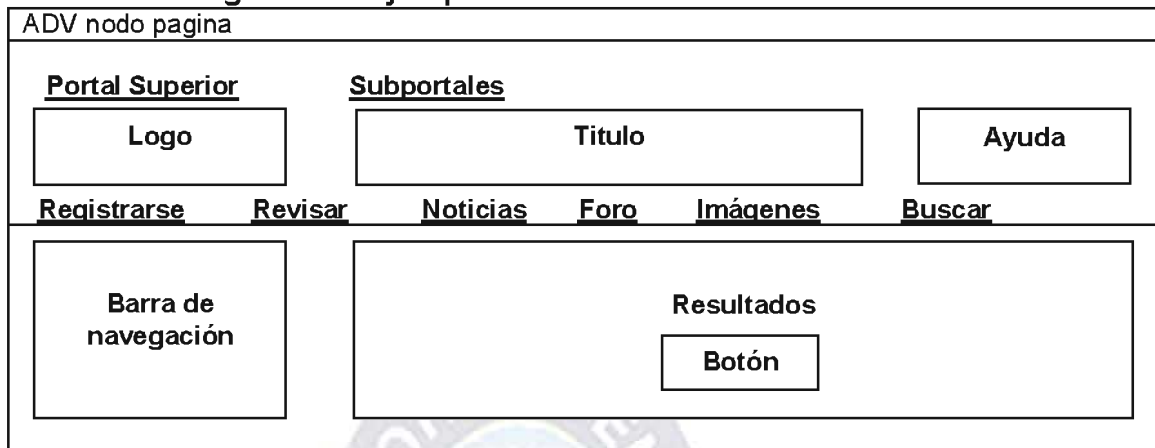 ADV nodo pagina
Portal Superior Subportales
Logo Titulo Ayuda
Registrarse Revisar Noticias Foro Imágenes Buscar
Barra de
navegación
Resultados
Botón